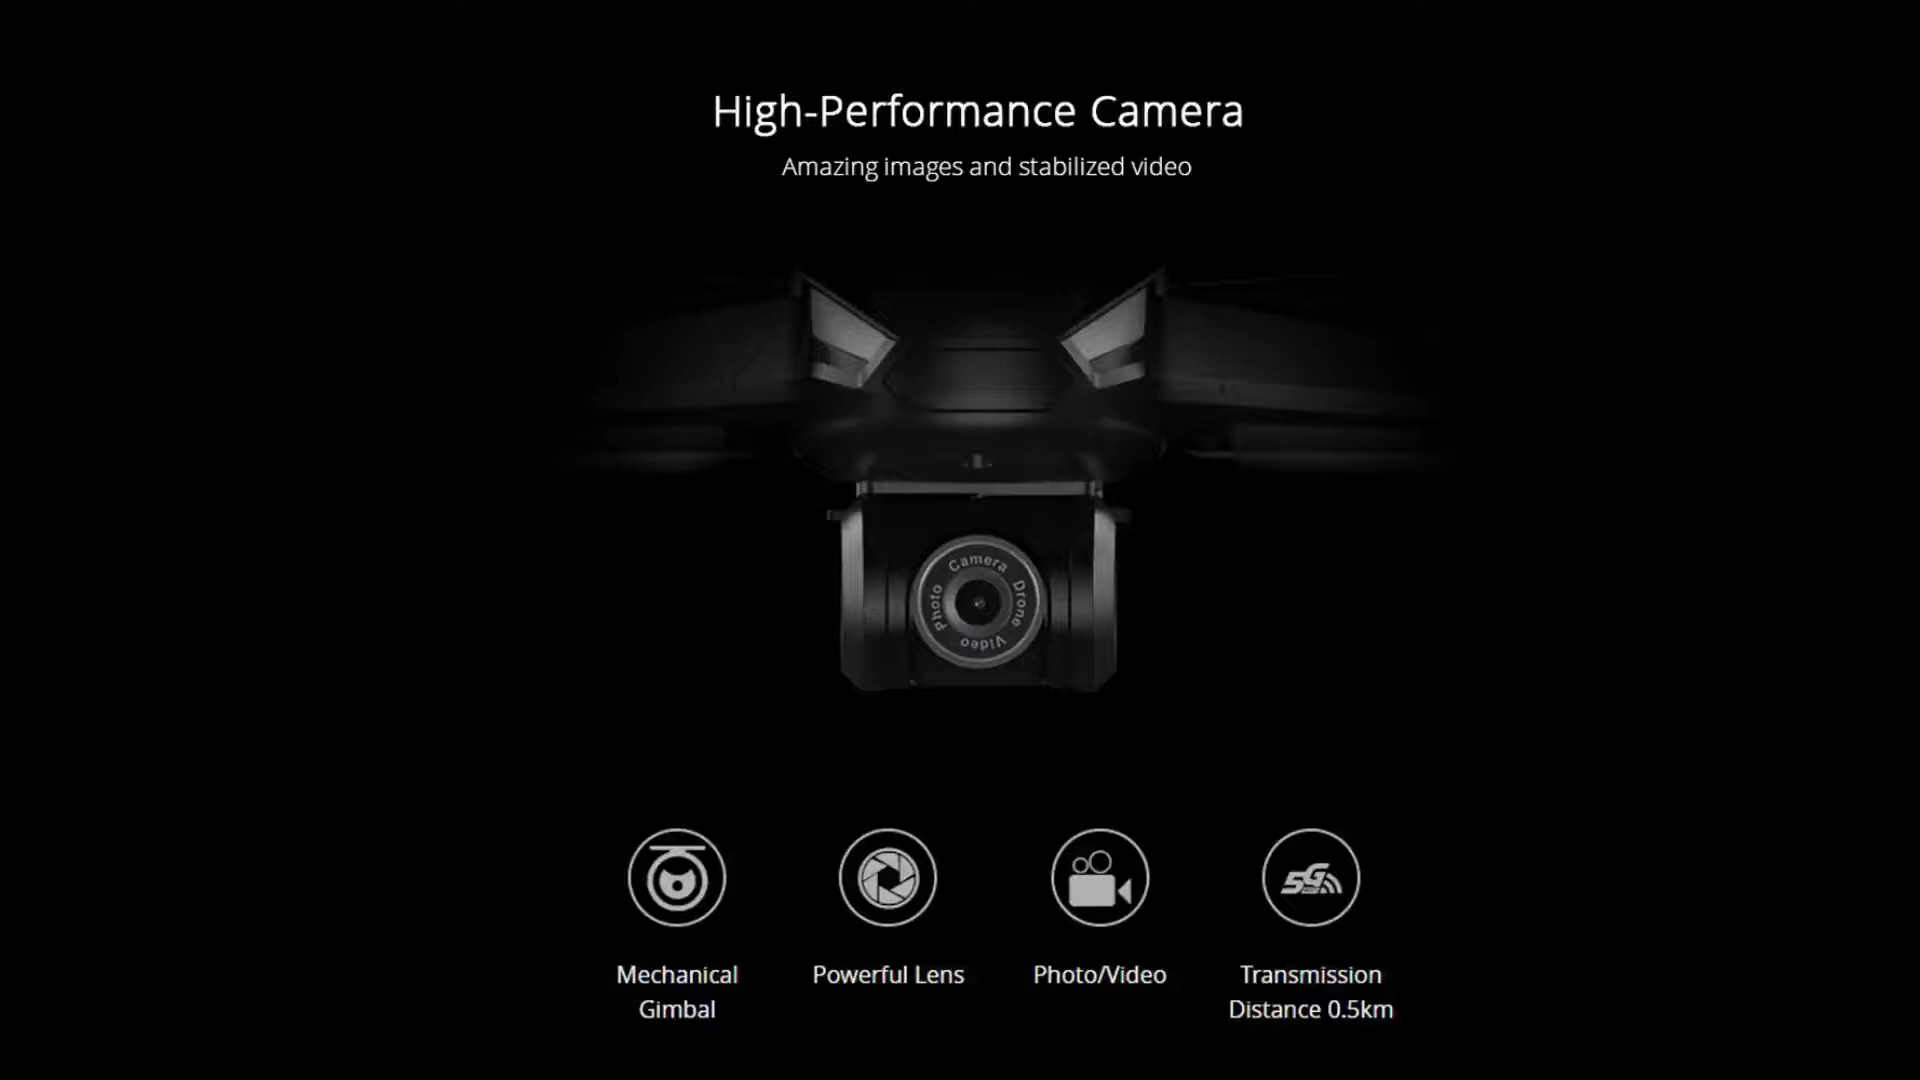 High-Performance Camera
Amazing images and stabilized video
Camera
Photo
Drone
Video
5G
Mechanical
Gimbal
Powerful Lens
Photo/Video
Transmission
Distance 0.5km